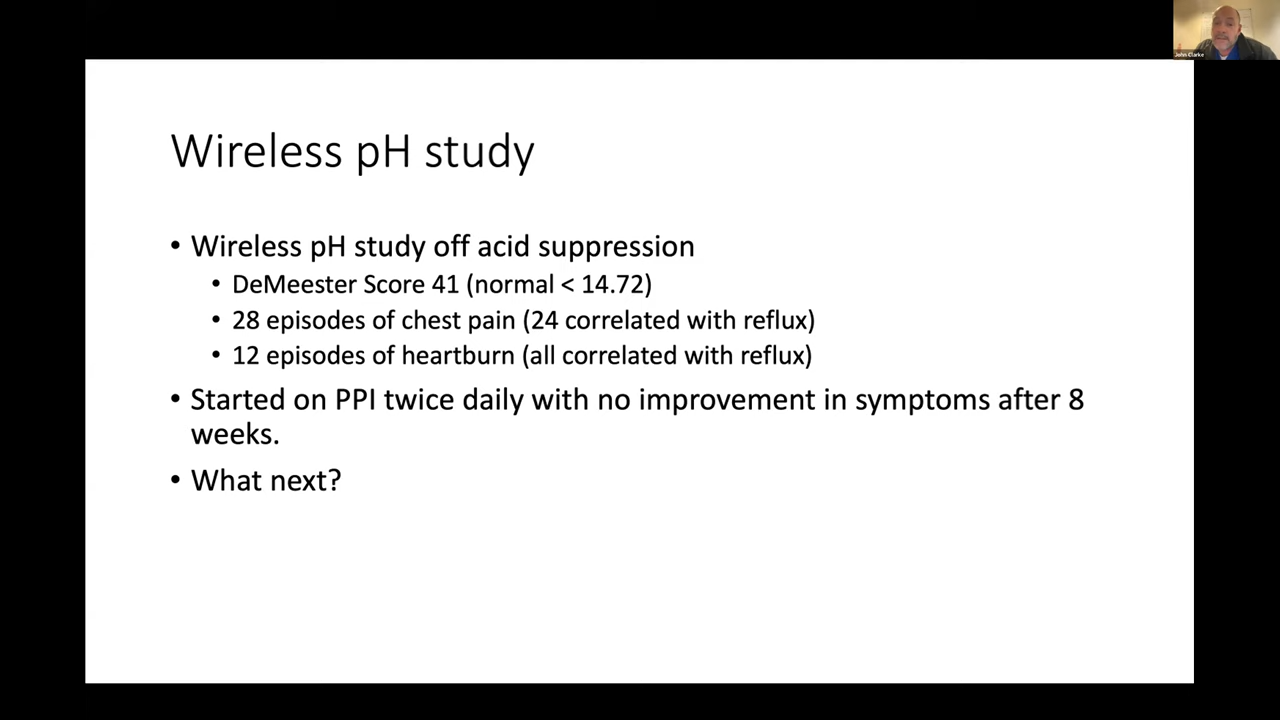 John Clarke
Wireless pH study
• Wireless pH study off acid suppression
• DeMeester Score 41 (normal < 14.72)
• 28 episodes of chest pain (24 correlated with reflux)
• 12 episodes of heartburn (all correlated with reflux)
• Started on PPI twice daily with no improvement in symptoms after 8
weeks.
• What next?